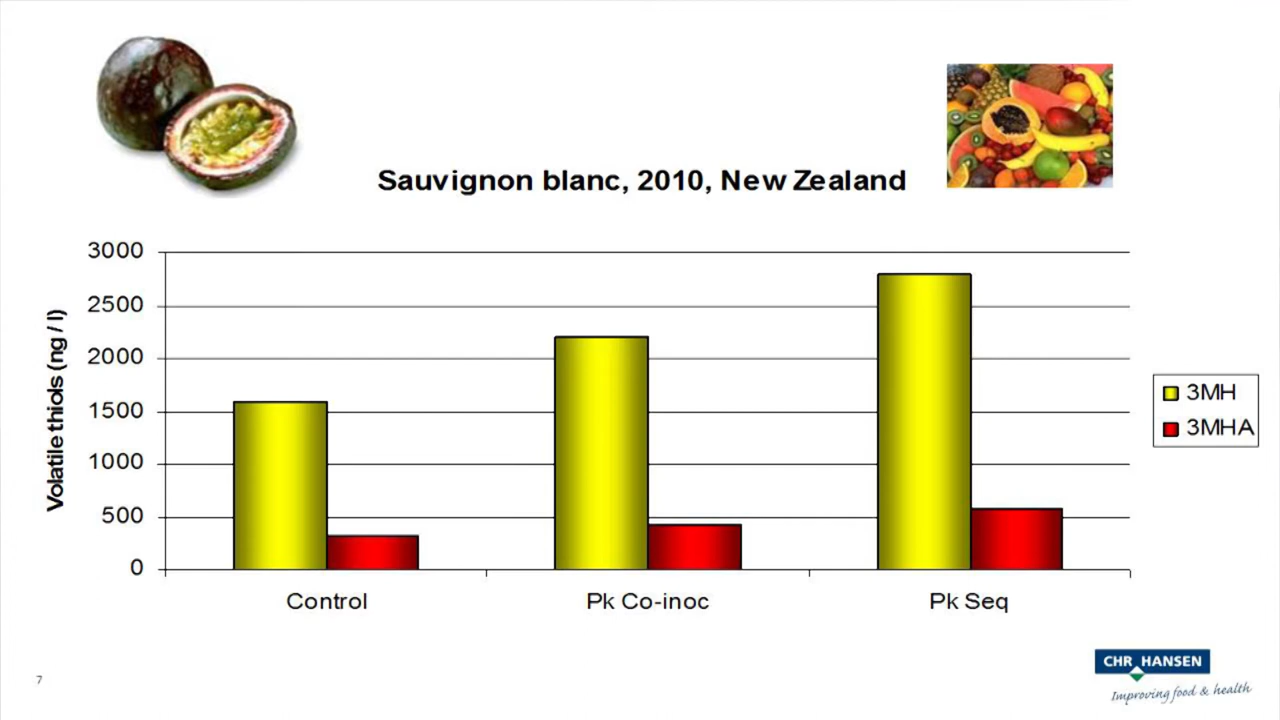 Sauvignon blanc, 2010, New Zealand
Volatile thiols (ng / l)
3000
2500
2000
1500
1000
500
0
Control
Pk Co-inoc
Pk Seq
3MH
3MHA
7
CHR HANSEN
Improving food & health